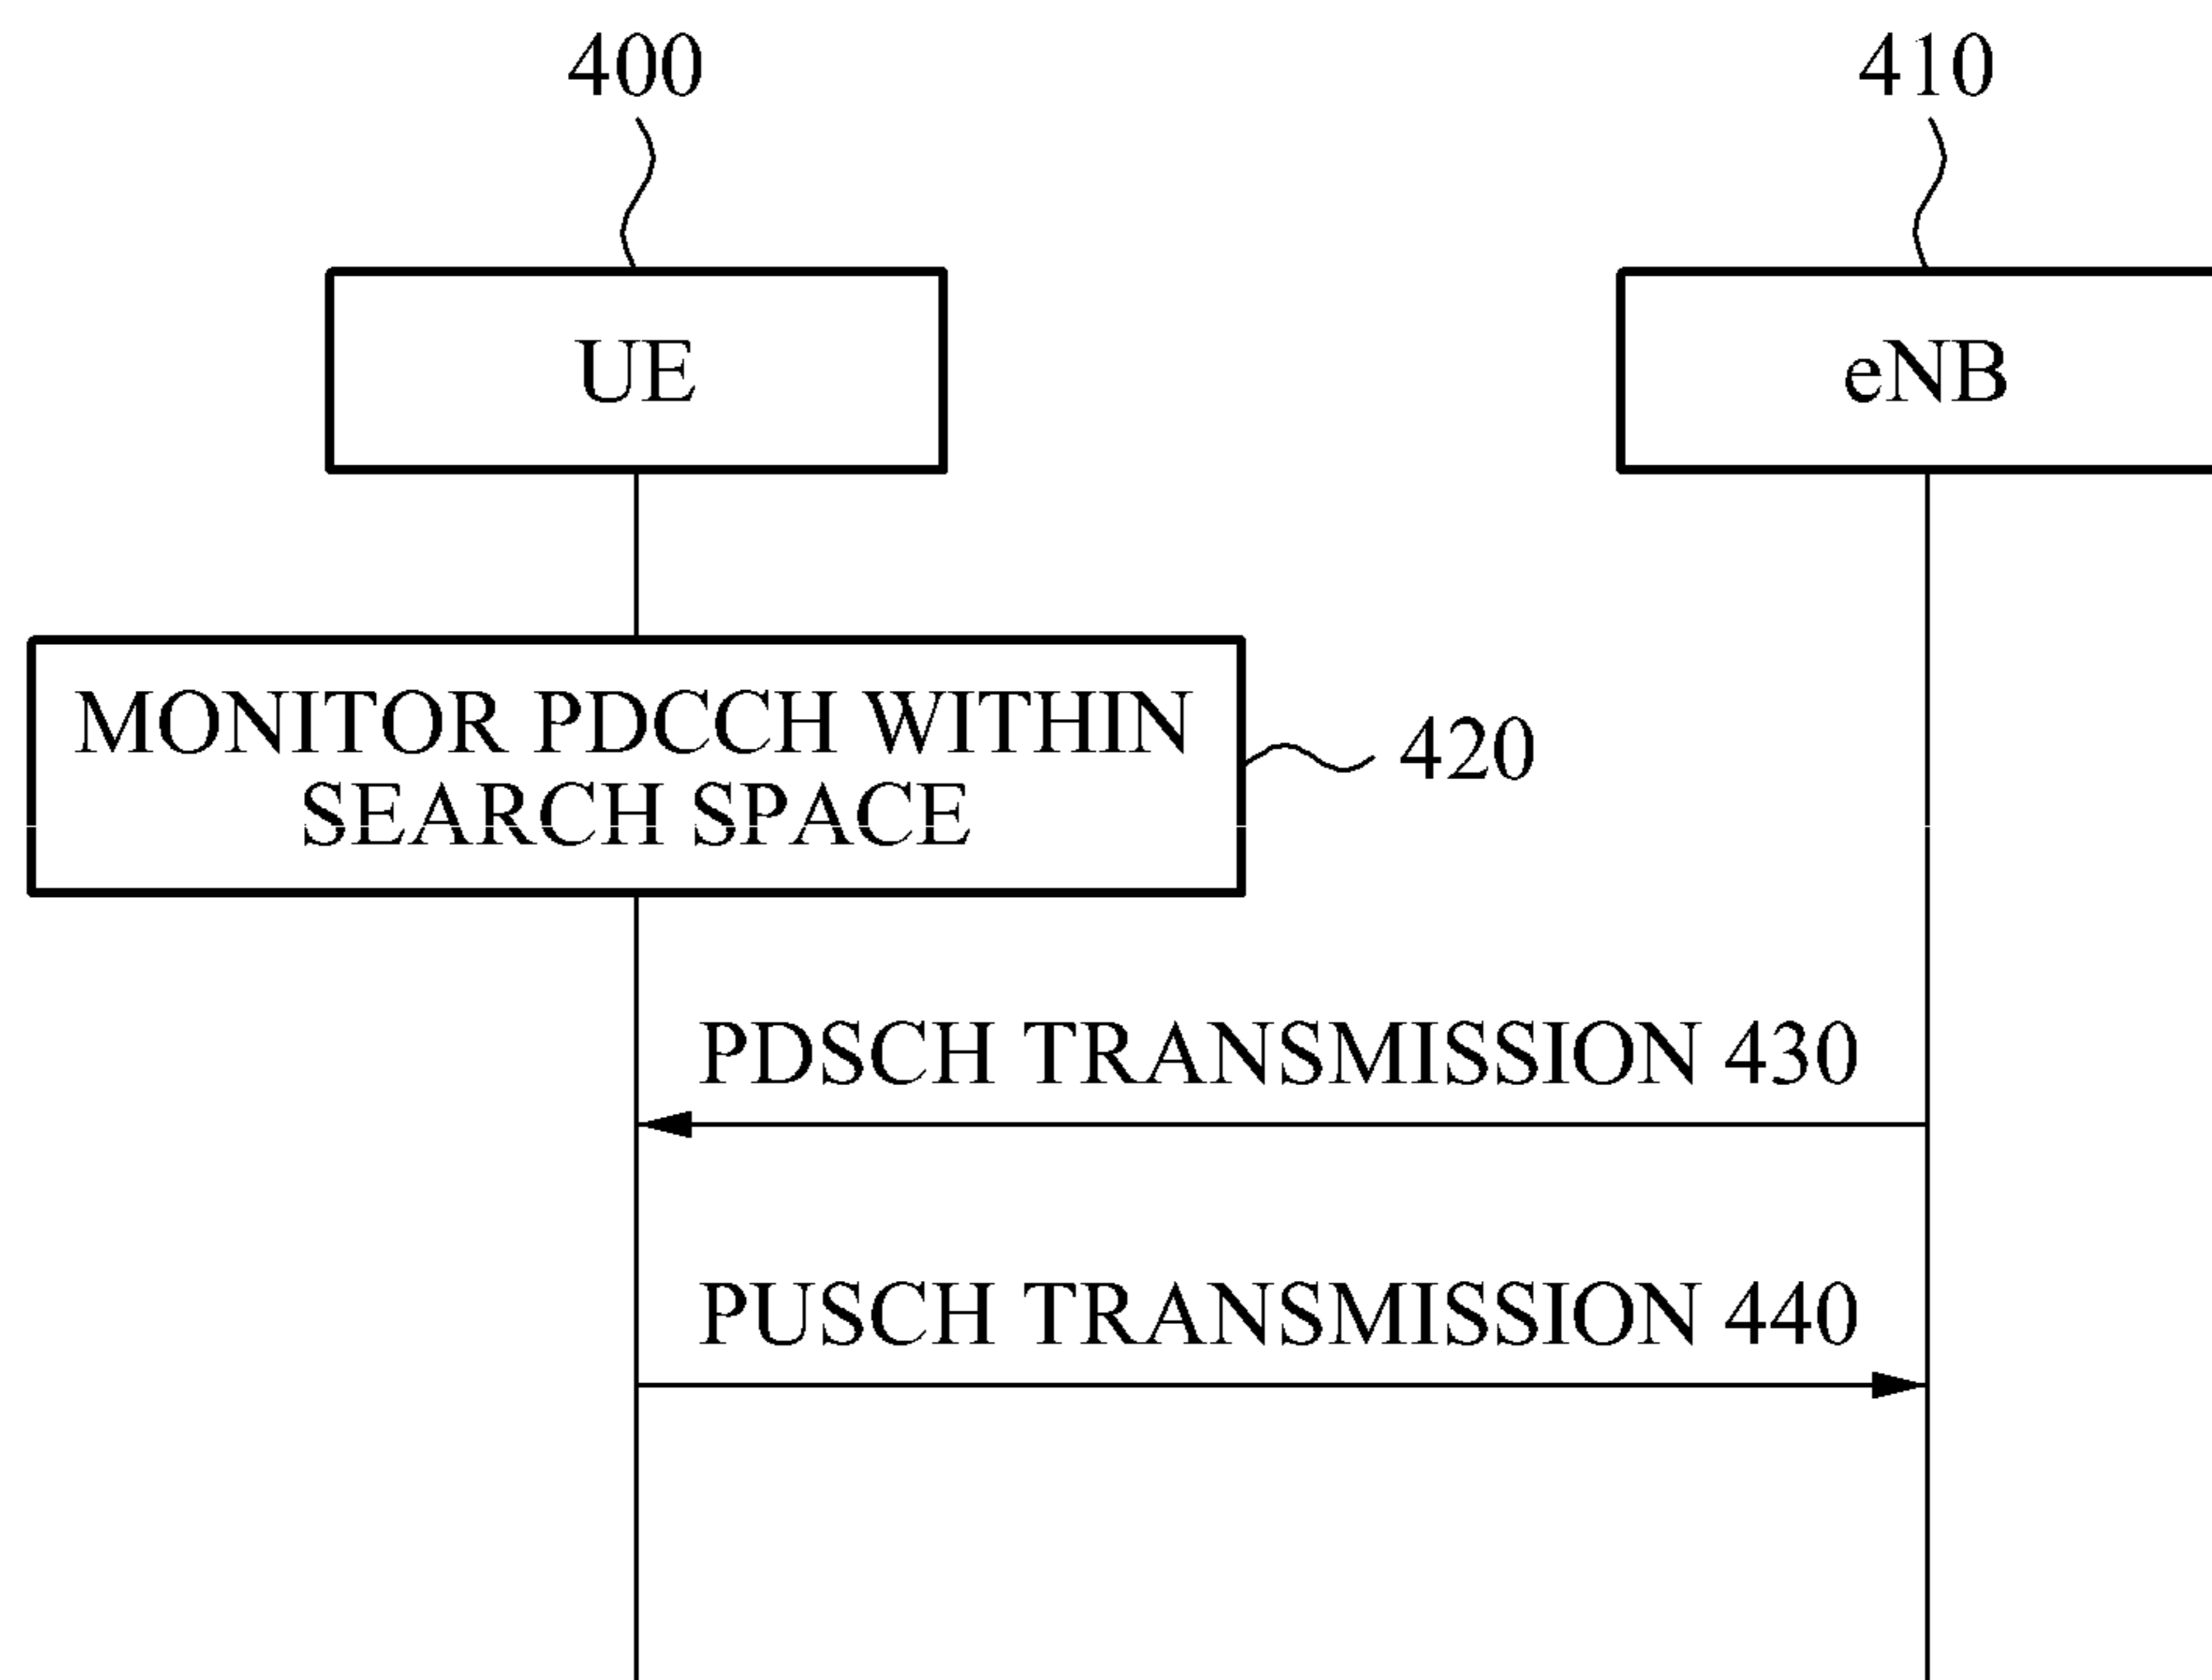 400
410
UE
eNB
MONITOR PDCCH WITHIN
SEARCH SPACE
420
PDSCH TRANSMISSION 430
PUSCH TRANSMISSION 440